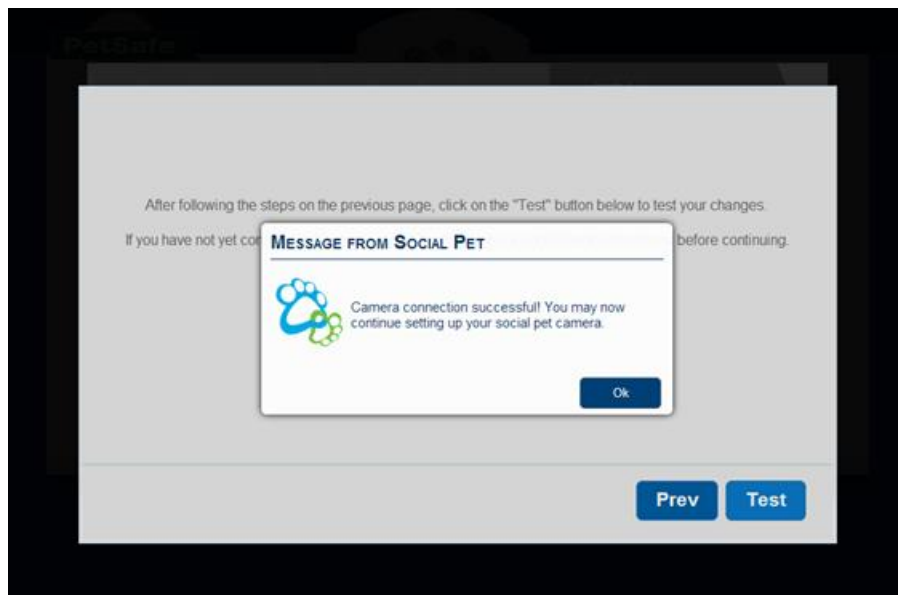 PetSafe
After following the steps on the previous page, click on the "Test" button below to test your changes.
If you have not yet before continuing.
MESSAGE FROM SOCIAL PET
Camera connection successful! You may now
continue setting up your social pet camera.
Ok
Prev Test